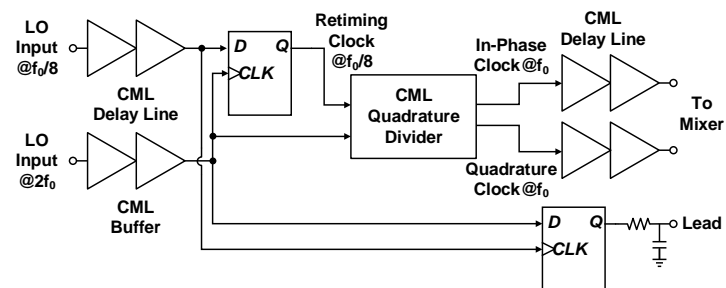 LO
Input
@f0/8
CML
Delay Line
D
Q
CLK
Retiming
Clock
@f0/8
CML
Quadrature
Divider
In-Phase
Clock@f0
CML
Delay Line
To
Mixer
Quadrature
Clock@f0
LO
Input
@2f0
CML
Buffer
D
Q
CLK
Lead